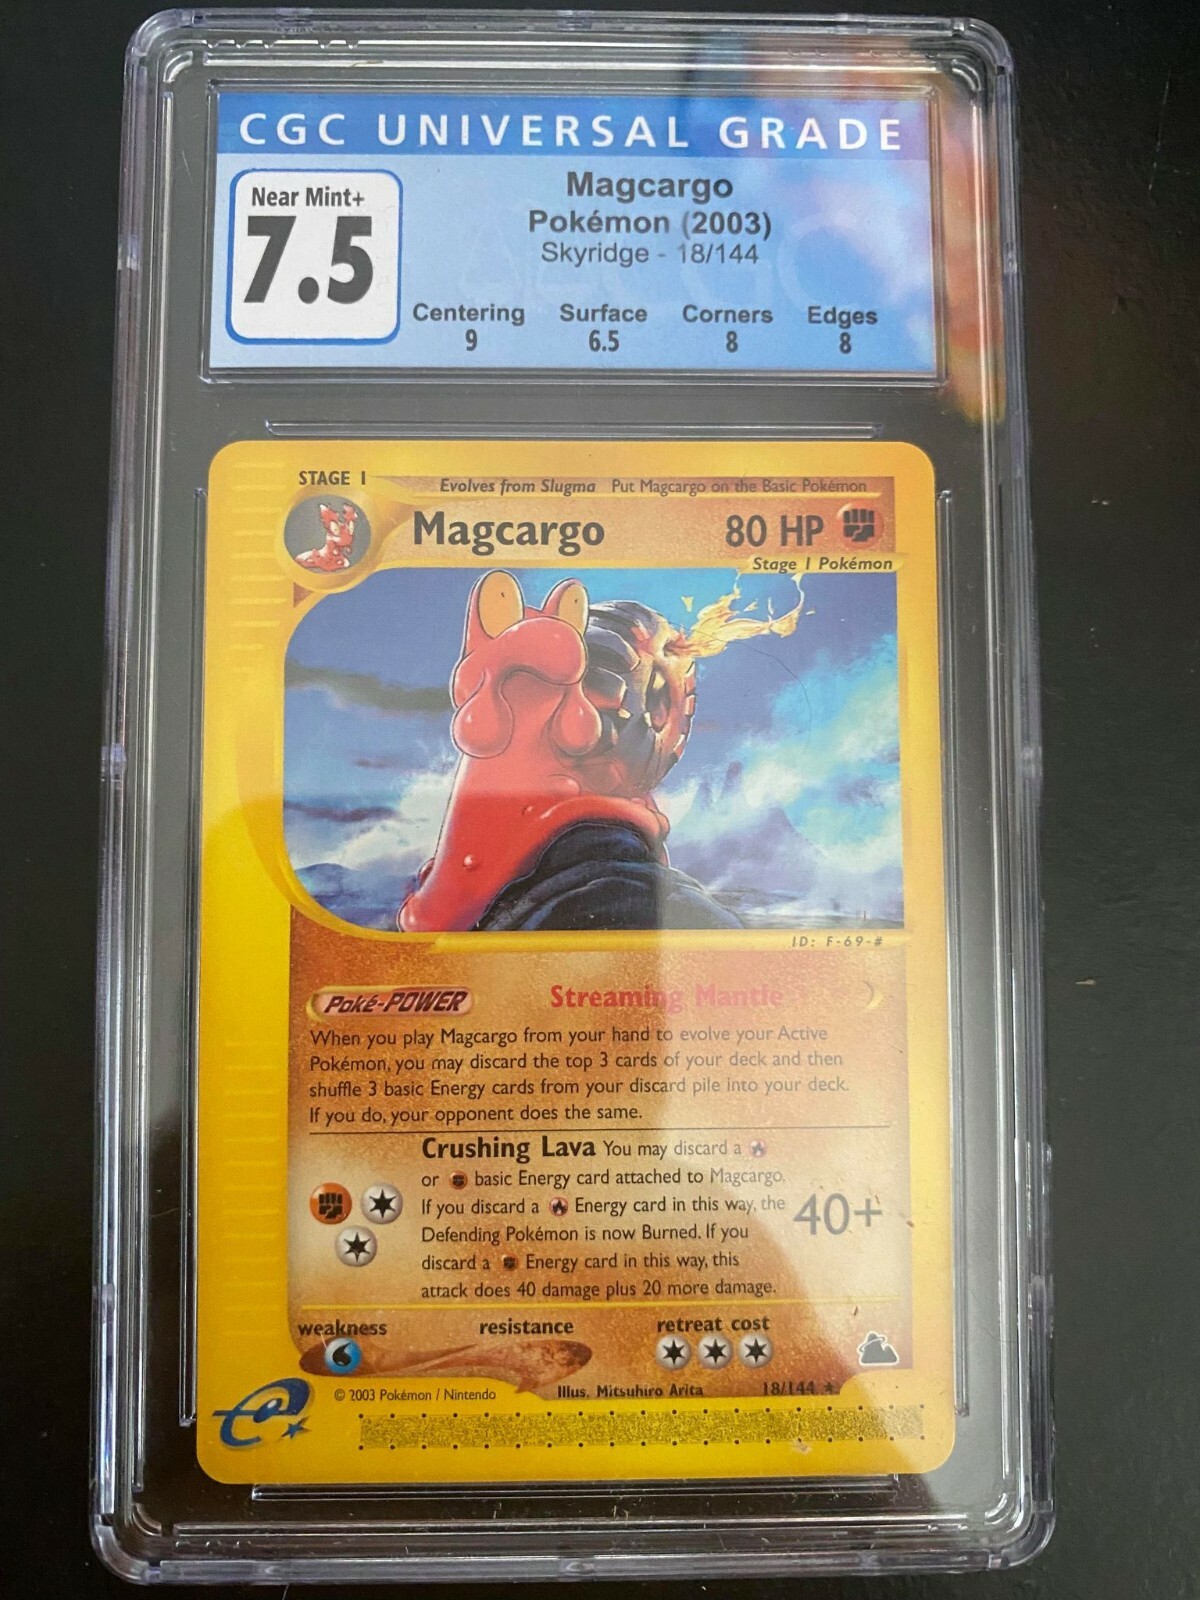 CGC UNIVERSAL GRADE
Near Mint+
7.5
Magcargo
Pokémon (2003)
Skyridge - 18/144
Centering Surface Corners Edges
9 6.5 8 8
STAGE 1
Evolves from Slugma Put Magcargo on the Basic Pokémon
Magcargo 80 HP
Stage 1 Pokémon
ID: F-69-#
Poké-POWER Streaming Mantle
When you play Magcargo from your hand to evolve your Active
Pokémon, you may discard the top 3 cards of your deck and then
shuffle 3 basic Energy cards from your discard pile into your deck.
If you do, your opponent does the same.
Crushing Lava You may discard a
or basic Energy card attached to Magcargo.
If you discard a Energy card in this way, the
Defending Pokémon is now Burned. If you
discard a Energy card in this way, this
attack does 40 damage plus 20 more damage.
40+
weakness resistance retreat cost
© 2003 Pokémon / Nintendo Illus. Mitsuhiro Arita 18/144 ★
e